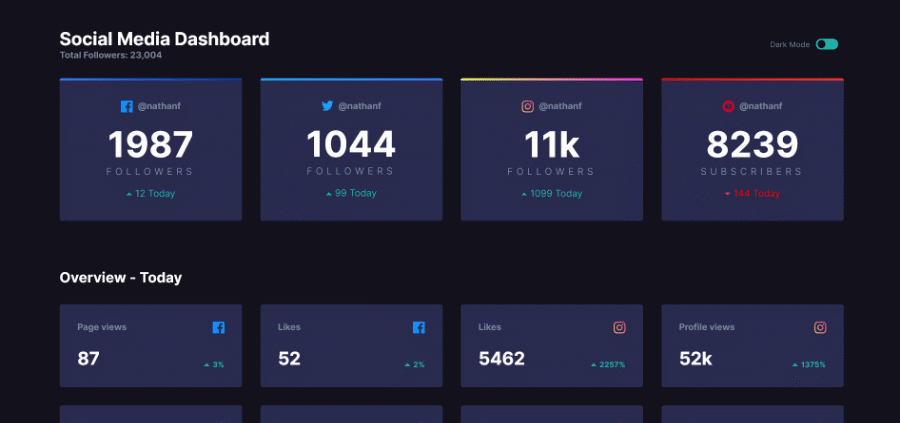 Social Media Dashboard
Total Followers: 23,004
Dark Mode
@nathanf
1987
FOLLOWERS
12 Today
@nathanf
1044
FOLLOWERS
99 Today
@nathanf
11k
FOLLOWERS
1099 Today
@nathanf
8239
SUBSCRIBERS
144 Today
Overview - Today
Page views
87
3%
Likes
52
2%
Likes
5462
2257%
Profile views
52k
1375%